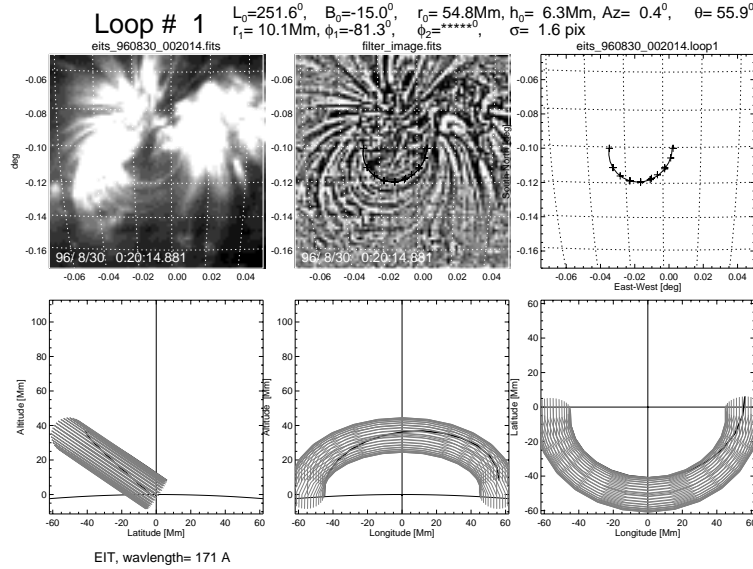 Loop # 1
L₀=251.6⁰, B₀=-15.0⁰, r₀= 54.8Mm, h₀= 6.3Mm, Az= 0.4⁰, θ= 55.9⁰
r₁= 10.1Mm, ϕ₁=-81.3⁰, ϕ₂=*****⁰, σ= 1.6 pix
eits_960830_002014.fits
filter_image.fits
eits_960830_002014.loop1
deg
-0.06
-0.08
-0.10
-0.12
-0.14
-0.16
96/ 8/30 0:20:14.881
-0.06 -0.04 -0.02 0.00 0.02 0.04
-0.06
-0.08
-0.10
-0.12
-0.14
-0.16
96/ 8/30 0:20:14.881
-0.06 -0.04 -0.02 0.00 0.02 0.04
South-North [deg]
-0.06
-0.08
-0.10
-0.12
-0.14
-0.16
-0.06 -0.04 -0.02 0.00 0.02 0.04
East-West [deg]
Altitude [Mm]
100
80
60
40
20
0
-60 -40 -20 0 20 40 60
Latitude [Mm]
Altitude [Mm]
100
80
60
40
20
0
-60 -40 -20 0 20 40 60
Longitude [Mm]
Latitude [Mm]
60
40
20
0
-20
-40
-60
-60 -40 -20 0 20 40 60
Longitude [Mm]
EIT, wavlength= 171 A